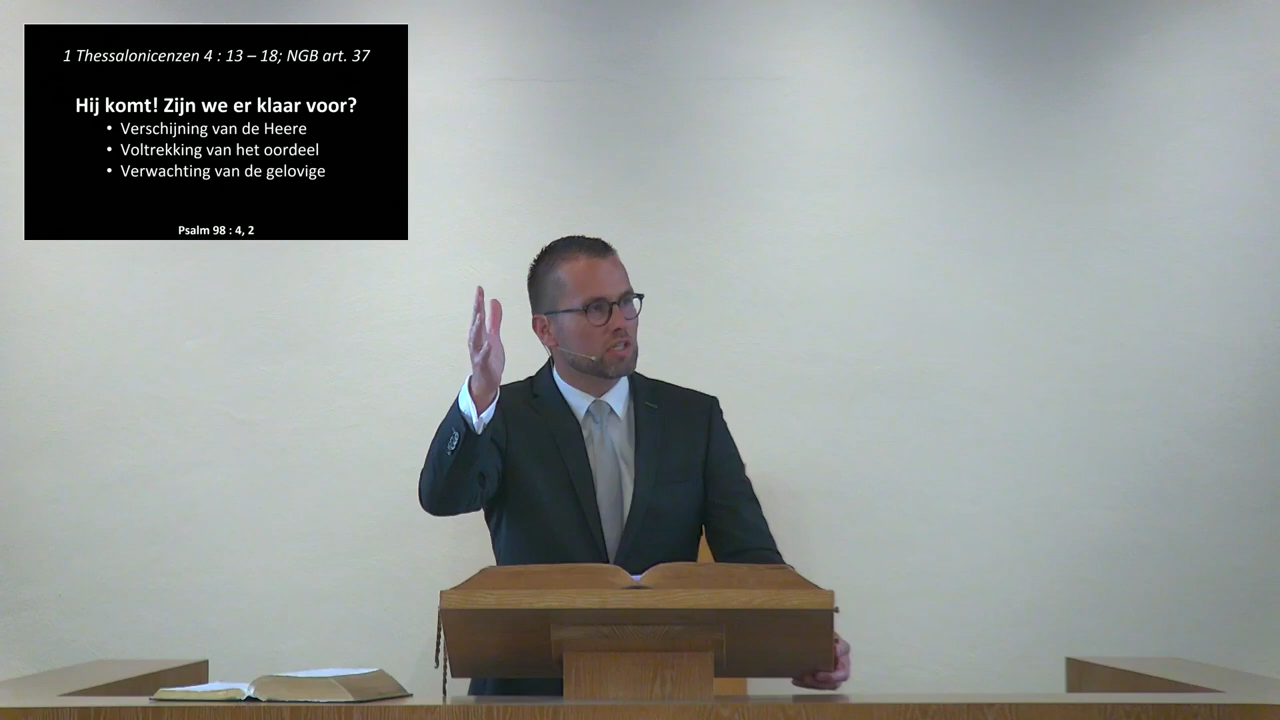 1 Thessalonicenzen 4 : 13 – 18; NGB art. 37
Hij komt! Zijn we er klaar voor?
• Verschijning van de Heere
• Voltrekking van het oordeel
• Verwachting van de gelovige
Psalm 98 : 4, 2